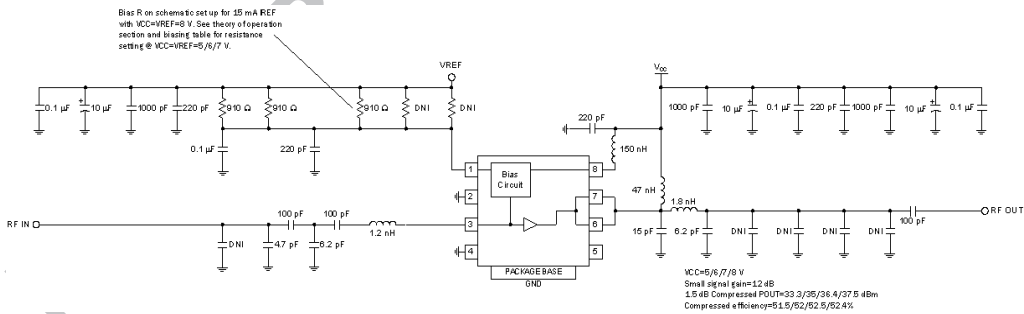 Bias R on schematic set up for 15 mA IREF
with VCC=VREF=8 V. See theory of operation
section and biasing table for resistance
setting @ VCC=VREF=5/6/7 V.
VREF
VCC
0.1 µF
+
10 µF
1000 pF
220 pF
910 Ω
910 Ω
910 Ω
DNI
DNI
1000 pF
10 µF
+
0.1 µF
220 pF
1000 pF
10 µF
+
0.1 µF
220 pF
0.1 µF
220 pF
150 nH
1
Bias
Circuit
8
2
7
47 nH
1.8 nH
RF IN
100 pF
100 pF
1.2 nH
3
6
100 pF
RF OUT
DNI
4.7 pF
6.2 pF
4
5
15 pF
6.2 pF
DNI
DNI
DNI
DNI
PACKAGE BASE
GND
VCC=5/6/7/8 V
Small signal gain=12 dB
1.5 dB Compressed POUT=33.3/35/36.4/37.5 dBm
Compressed efficiency=51.5/52/52.5/52.4%